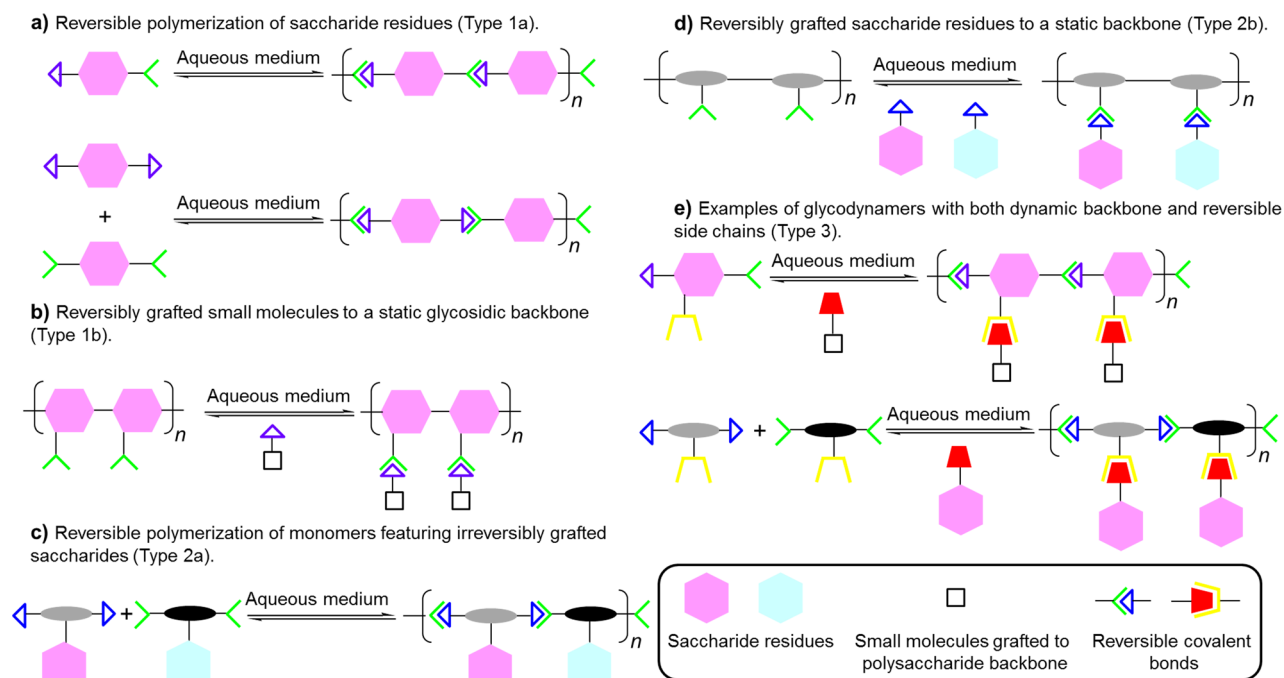 a) Reversible polymerization of saccharide residues (Type 1a).
Aqueous medium
n
+
Aqueous medium
n
b) Reversibly grafted small molecules to a static glycosidic backbone
(Type 1b).
Aqueous medium
n
n
c) Reversible polymerization of monomers featuring irreversibly grafted
saccharides (Type 2a).
+
Aqueous medium
n
d) Reversibly grafted saccharide residues to a static backbone (Type 2b).
Aqueous medium
n
n
e) Examples of glycodynamers with both dynamic backbone and reversible
side chains (Type 3).
Aqueous medium
n
+
Aqueous medium
n
Saccharide residues
Small molecules grafted to
polysaccharide backbone
Reversible covalent
bonds